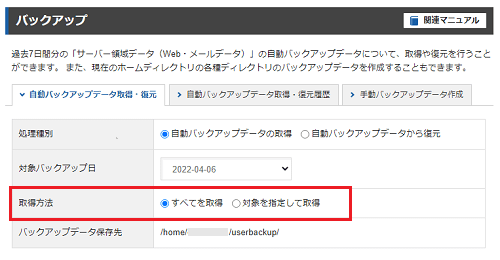 バックアップ
関連マニュアル
過去7日間分の「サーバー領域データ（Web・メールデータ）」の自動バックアップデータについて、取得や復元を行うこと
ができます。 また、現在のホームディレクトリの各種ディレクトリのバックアップデータを作成することもできます。
自動バックアップデータ取得・復元
自動バックアップデータ取得・復元履歴
手動バックアップデータ作成
処理種別
自動バックアップデータの取得
自動バックアップデータから復元
対象バックアップ日
2022-04-06
取得方法
すべてを取得
対象を指定して取得
バックアップデータ保存先
/home/ /userbackup/